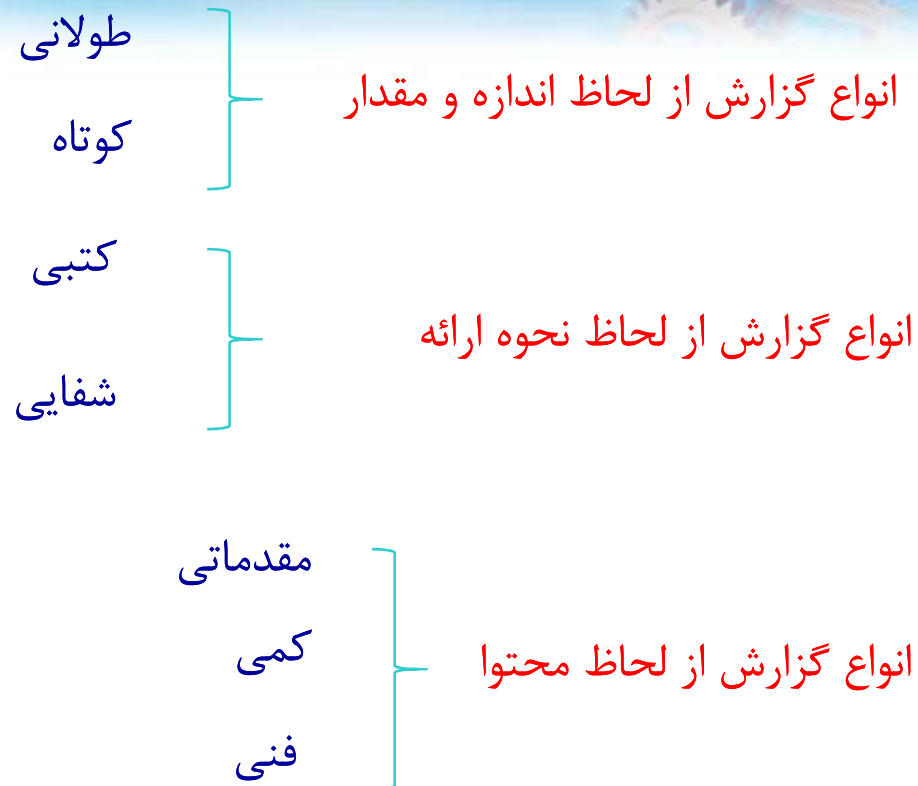 انواع گزارش از لحاظ اندازه و مقدار
طولانی
کوتاه
انواع گزارش از لحاظ نحوه ارائه
کتبی
شفایی
انواع گزارش از لحاظ محتوا
مقدماتی
کمی
فنی